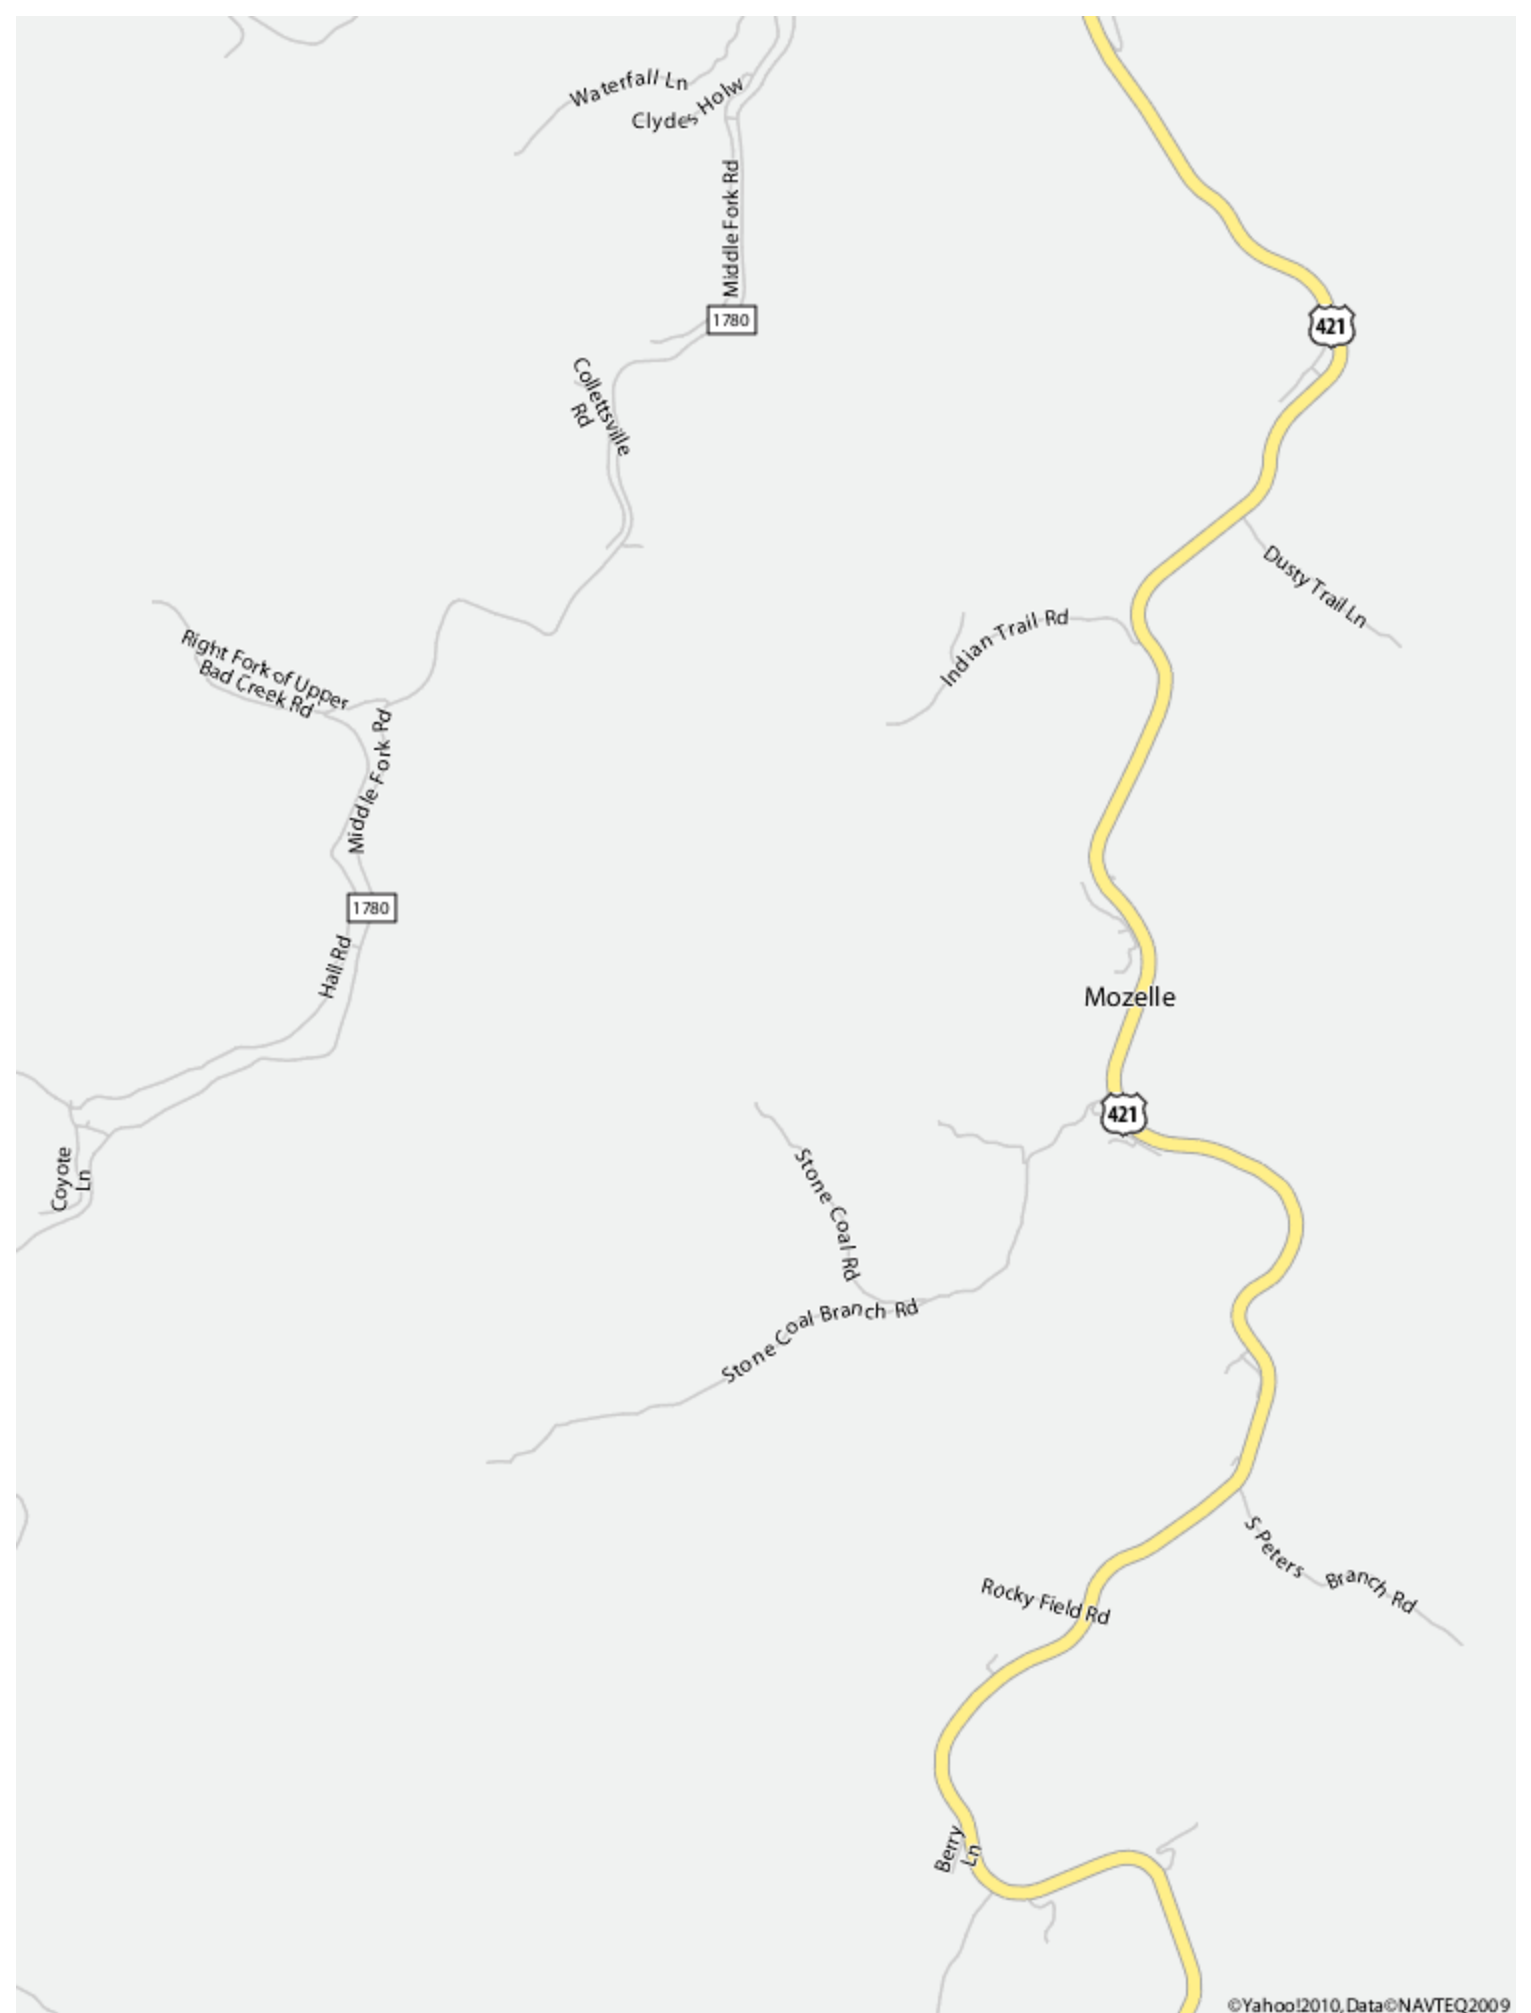 Waterfall Ln
Clydes Holw
Middle Fork Rd
1780
421
Collettsville
Rd
Dusty Trail Ln
Indian Trail Rd
Right Fork of Upper
Bad Creek Rd
Middle Fork Rd
1780
Hall Rd
Mozelle
421
Coyote
Ln
Stone Coal Rd
Stone Coal Branch Rd
S Peters Branch Rd
Rocky Field Rd
Berry
Ln
©Yahoo!2010, Data©NAVTEQ2009